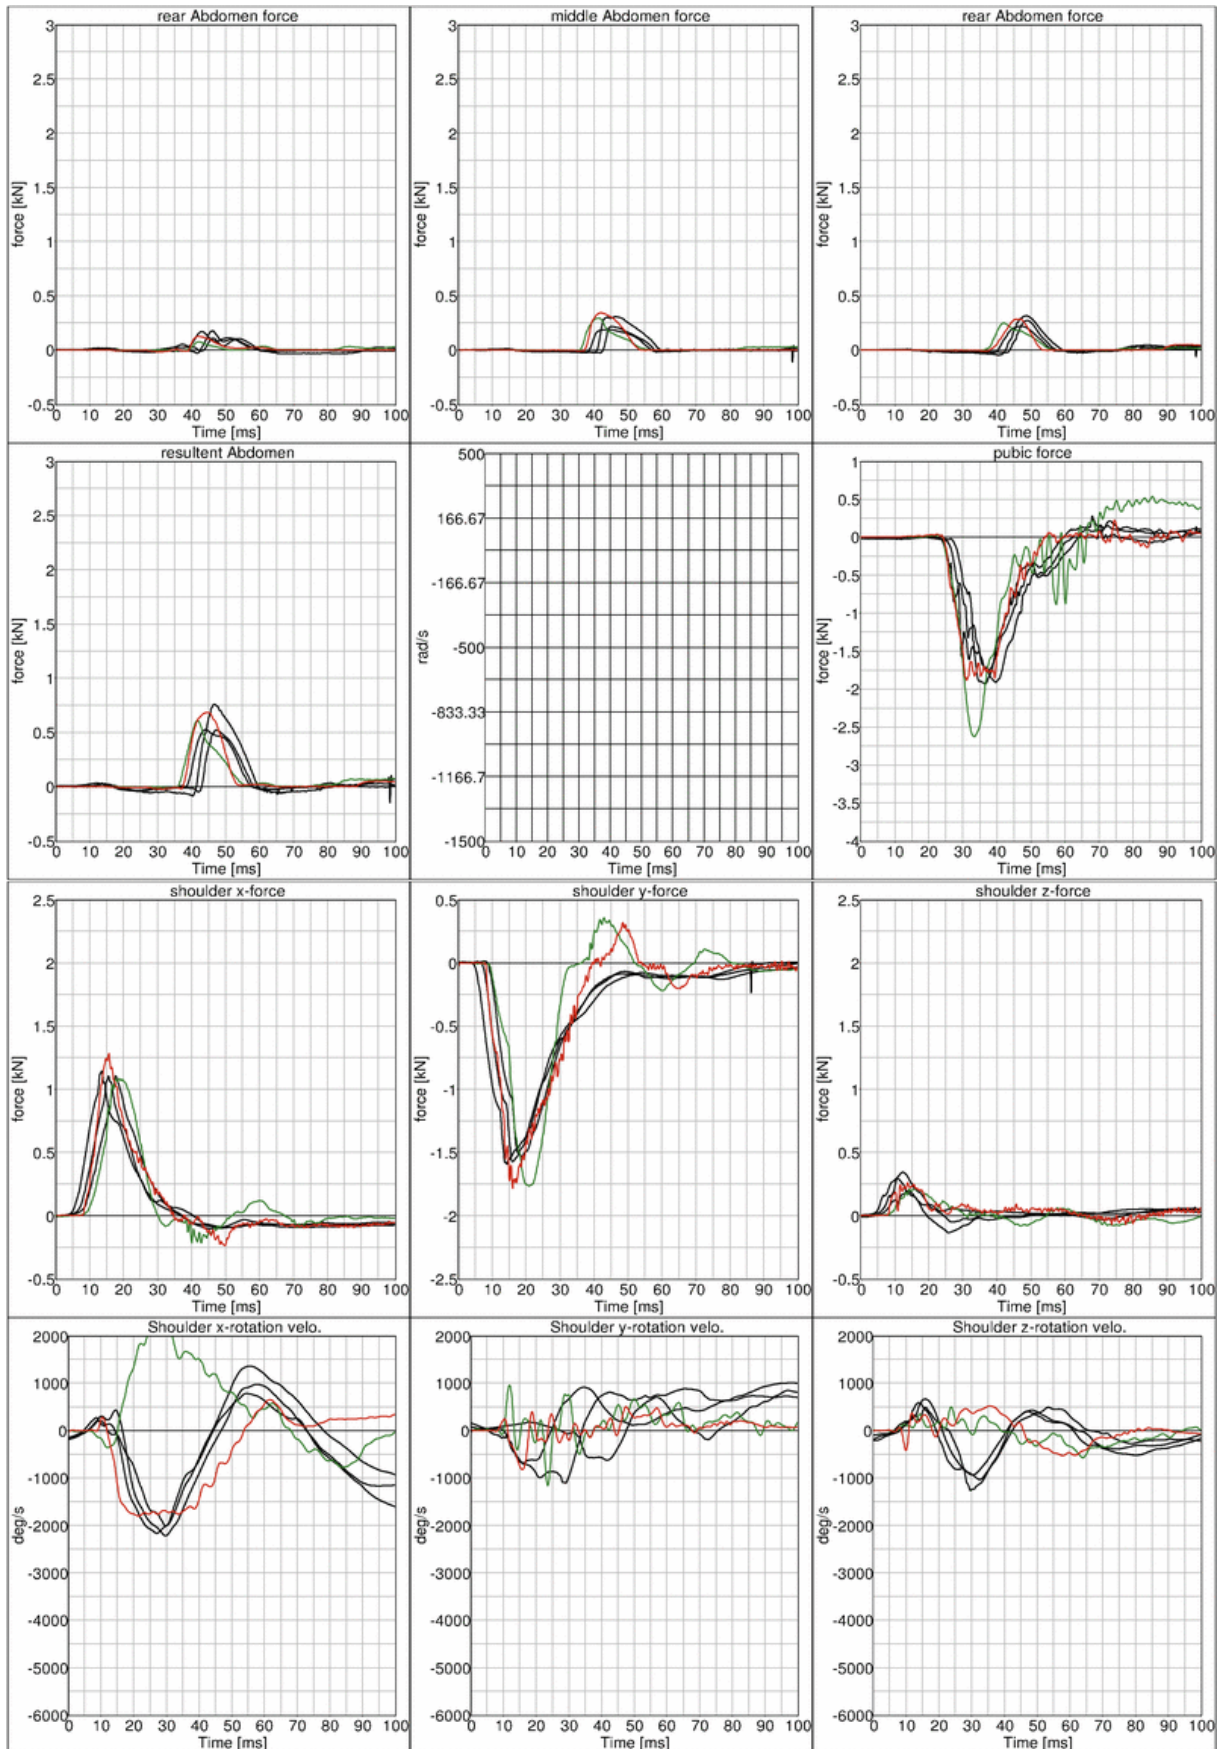 rear Abdomen force
middle Abdomen force
rear Abdomen force
3
2.5
2
1.5
1
0.5
0
-0.5
force [kN]
0 10 20 30 40 50 60 70 80 90 100
Time [ms]
3
2.5
2
1.5
1
0.5
0
-0.5
force [kN]
0 10 20 30 40 50 60 70 80 90 100
Time [ms]
3
2.5
2
1.5
1
0.5
0
-0.5
force [kN]
0 10 20 30 40 50 60 70 80 90 100
Time [ms]
resultent Abdomen
3
2.5
2
1.5
1
0.5
0
-0.5
force [kN]
0 10 20 30 40 50 60 70 80 90 100
Time [ms]
500
166.67
-166.67
-500
-833.33
-1166.7
-1500
rad/s
0 10 20 30 40 50 60 70 80 90 100
Time [ms]
pubic force
1
0.5
0
-0.5
-1
-1.5
-2
-2.5
-3
-3.5
-4
force [kN]
0 10 20 30 40 50 60 70 80 90 100
Time [ms]
shoulder x-force
2.5
2
1.5
1
0.5
0
-0.5
force [kN]
0 10 20 30 40 50 60 70 80 90 100
Time [ms]
shoulder y-force
0.5
0
-0.5
-1
-1.5
-2
-2.5
force [kN]
0 10 20 30 40 50 60 70 80 90 100
Time [ms]
shoulder z-force
2.5
2
1.5
1
0.5
0
-0.5
force [kN]
0 10 20 30 40 50 60 70 80 90 100
Time [ms]
Shoulder x-rotation velo.
2000
1000
0
-1000
-2000
-3000
-4000
-5000
-6000
deg/s
0 10 20 30 40 50 60 70 80 90 100
Time [ms]
Shoulder y-rotation velo.
2000
1000
0
-1000
-2000
-3000
-4000
-5000
-6000
deg/s
0 10 20 30 40 50 60 70 80 90 100
Time [ms]
Shoulder z-rotation velo.
2000
1000
0
-1000
-2000
-3000
-4000
-5000
-6000
deg/s
0 10 20 30 40 50 60 70 80 90 100
Time [ms]